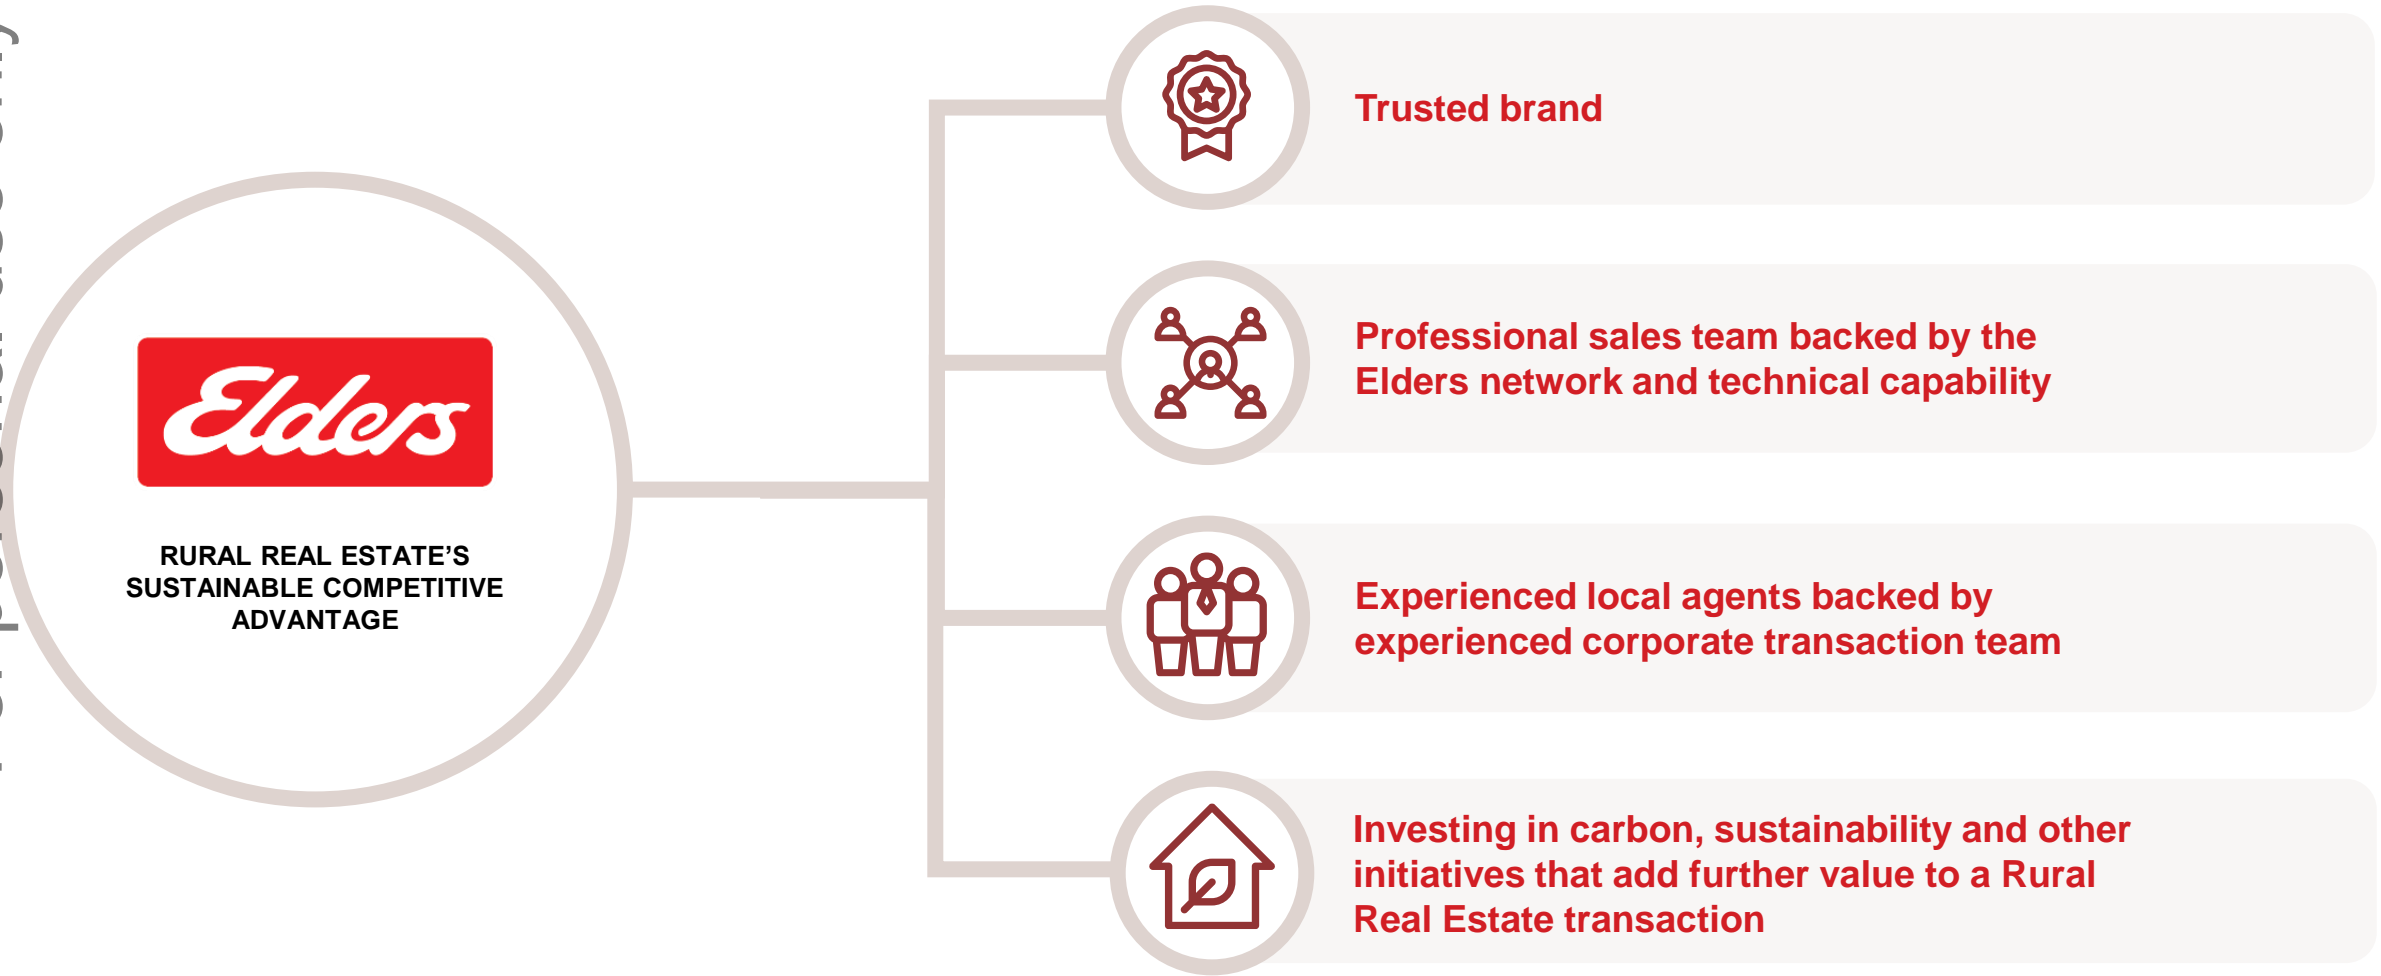 Elders
RURAL REAL ESTATE’S
SUSTAINABLE COMPETITIVE
ADVANTAGE
Trusted brand
Professional sales team backed by the
Elders network and technical capability
Experienced local agents backed by
experienced corporate transaction team
Investing in carbon, sustainability and other
initiatives that add further value to a Rural
Real Estate transaction